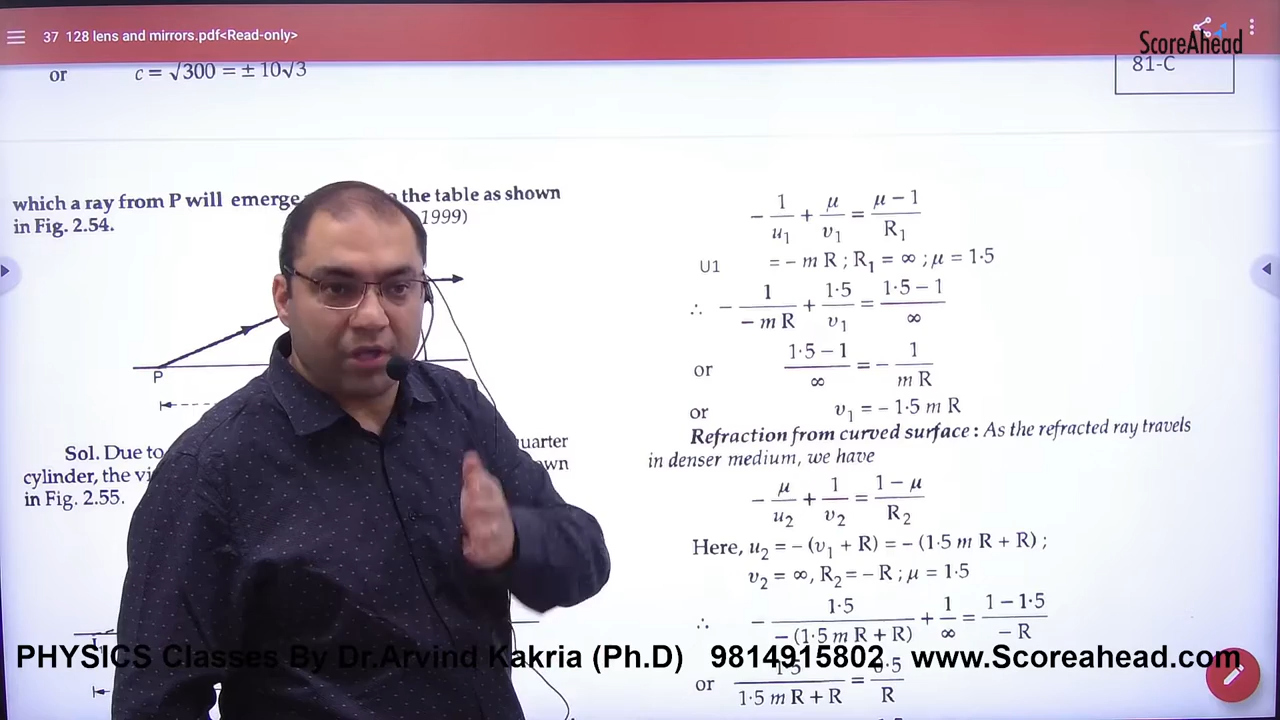 37 128 lens and mirrors.pdf<Read-only>
ScoreAhead
or c = √300 = ± 10√3
81-C
which a ray from P will emerge the table as shown
in Fig. 2.54. 1999)
P
Sol. Due to quarter
cylinder, the vi own
in Fig. 2.55.
- 1/u₁ + μ/v₁ = μ - 1/R₁
U1 = - m R ; R₁ = ∞ ; μ = 1·5
∴ - 1/- m R + 1·5/v₁ = 1·5 - 1/∞
or 1·5 - 1/∞ = - 1/m R
or v₁ = - 1·5 m R
Refraction from curved surface : As the refracted ray travels
in denser medium, we have
- μ/u₂ + 1/v₂ = 1 - μ/R₂
Here, u₂ = - (v₁ + R) = - (1·5 m R + R) ;
v₂ = ∞, R₂ = - R ; μ = 1·5
∴ - 1·5/- (1·5 m R + R) + 1/∞ = 1 - 1·5/- R
PHYSICS Classes By Dr.Arvind Kakria (Ph.D) 9814915802 www.Scoreahead.com
or 1·5/1·5 m R + R = 0·5/R